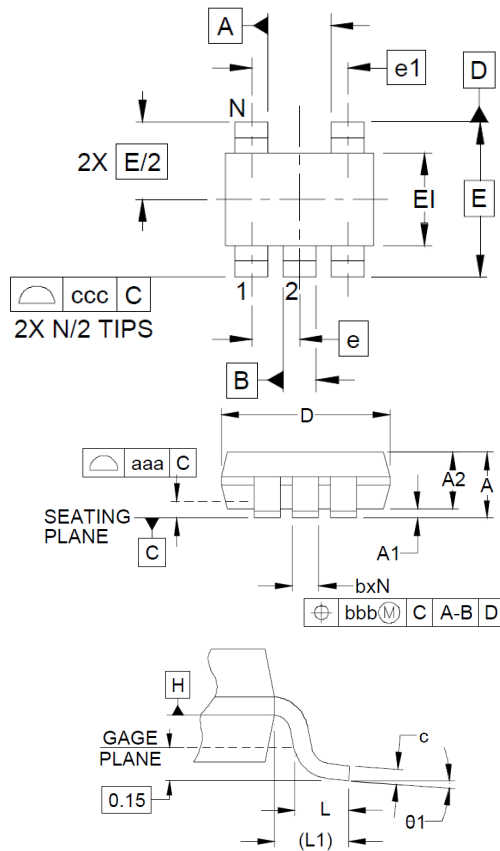 A
e1
D
N
2X E/2
EI
E
ccc C
1 2
2X N/2 TIPS
e
B
D
aaa C
A2
A
SEATING
PLANE
C
A1
bxN
bbb Ⓜ C A-B D
H
GAGE
PLANE
c
0.15
L
θ1
(L1)